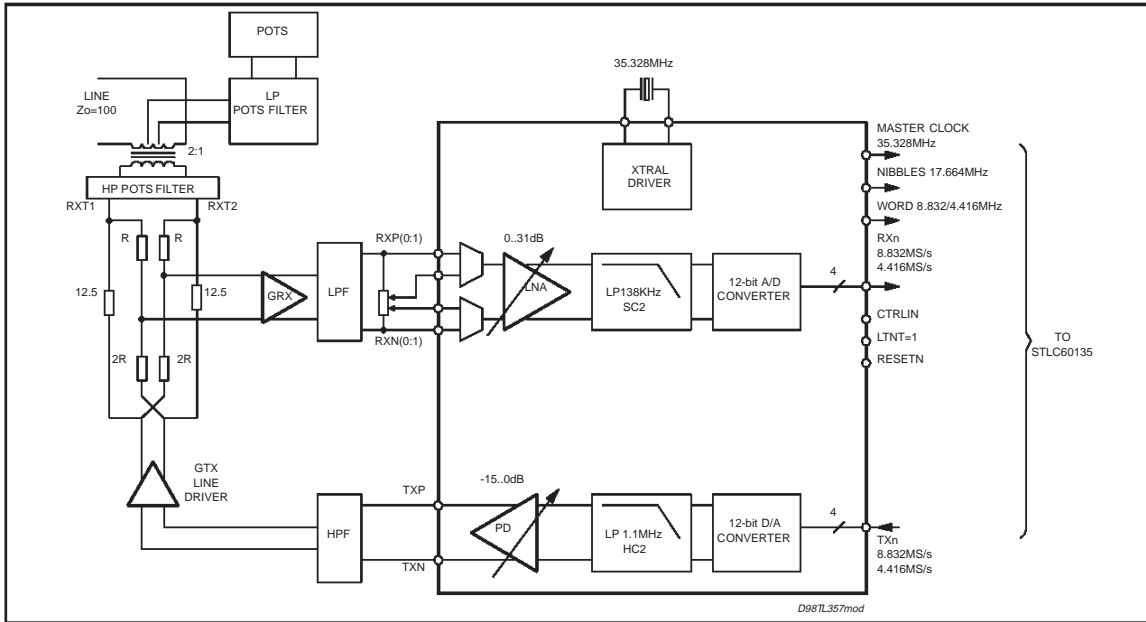 POTS
35.328MHz
LINE
Zo=100
LP
POTS FILTER
MASTER CLOCK
35.328MHz
2:1
XTRAL
DRIVER
NIBBLES 17.664MHz
HP POTS FILTER
RXT1
RXT2
WORD 8.832/4.416MHz
R
R
RXP(0:1)
0..31dB
RXn
8.832MS/s
4.416MS/s
12.5
12.5
GRX
LPF
LNA
LP138KHz
SC2
12-bit A/D
CONVERTER
4
RXN(0:1)
CTRLIN
LTNT=1
RESETN
TO
STLC60135
2R
2R
GTX
LINE
DRIVER
TXP
-15..0dB
HPF
PD
LP 1.1MHz
HC2
12-bit D/A
CONVERTER
4
TXN
TXn
8.832MS/s
4.416MS/s
D98TL357mod